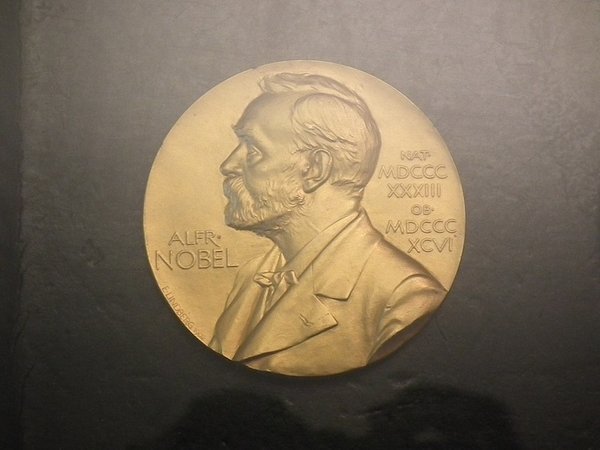 ALFR·
NOBEL
NAT·
MDCCC
XXXIII
OB·
MDCCC
XCVI